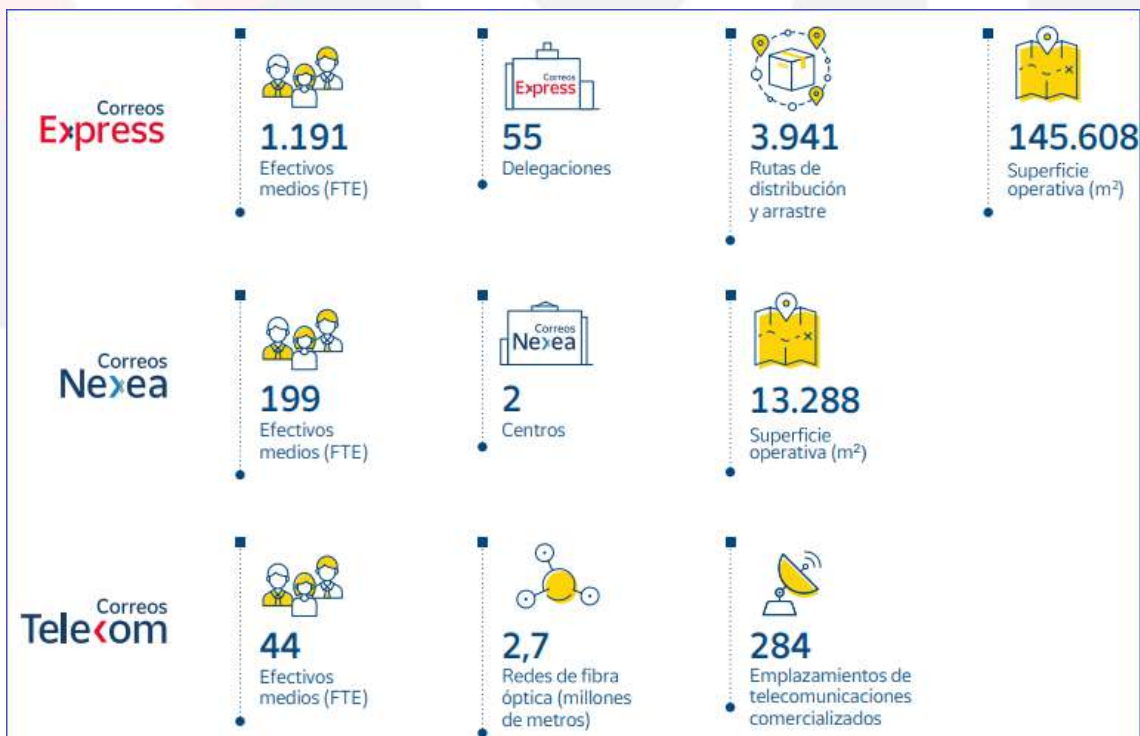 Correos
Express
Correos
Express
1.191
Efectivos
medios (FTE)
55
Delegaciones
3.941
Rutas de
distribución
y arrastre
145.608
Superficie
operativa (m²)
Correos
Nexea
Correos
Nexea
199
Efectivos
medios (FTE)
2
Centros
13.288
Superficie
operativa (m²)
Correos
Telecom
44
Efectivos
medios (FTE)
2,7
Redes de fibra
óptica (millones
de metros)
284
Emplazamientos de
telecomunicaciones
comercializados